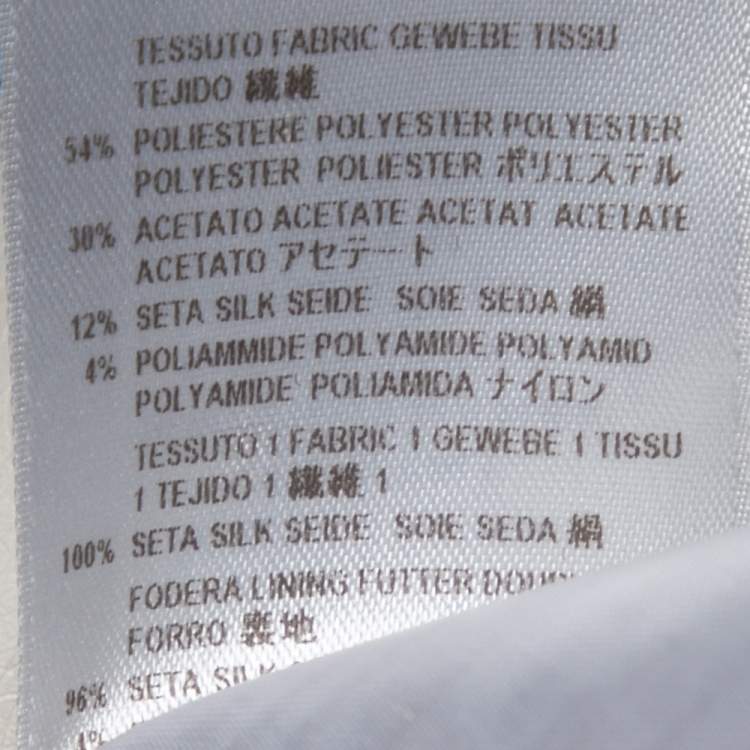 TESSUTO FABRIC GEWEBE TISSU
TEJIDO 繊維
54% POLIESTERE POLYESTER POLYESTER
POLYESTER POLIESTER ポリエステル
30% ACETATO ACETATE ACETAT ACETATE
ACETATO アセテート
12% SETA SILK SEIDE SOIE SEDA 絹
4% POLIAMMIDE POLYAMIDE POLYAMID
POLYAMIDE POLIAMIDA ナイロン
TESSUTO 1 FABRIC 1 GEWEBE 1 TISSU
1 TEJIDO 1 繊維 1
100% SETA SILK SEIDE SOIE SEDA 絹
FODERA LINING FUTTER
FORRO 裏地
96% SETA SILK